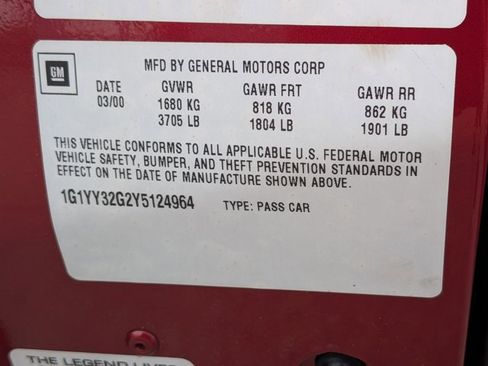 GM
MFD BY GENERAL MOTORS CORP
DATE GVWR GAWR FRT GAWR RR
03/00 1680 KG 818 KG 862 KG
3705 LB 1804 LB 1901 LB
THIS VEHICLE CONFORMS TO ALL APPLICABLE U.S. FEDERAL MOTOR
VEHICLE SAFETY, BUMPER, AND THEFT PREVENTION STANDARDS IN
EFFECT ON THE DATE OF MANUFACTURE SHOWN ABOVE.
1G1YY32G2Y5124964 TYPE: PASS CAR
THE LEGEND LIVES